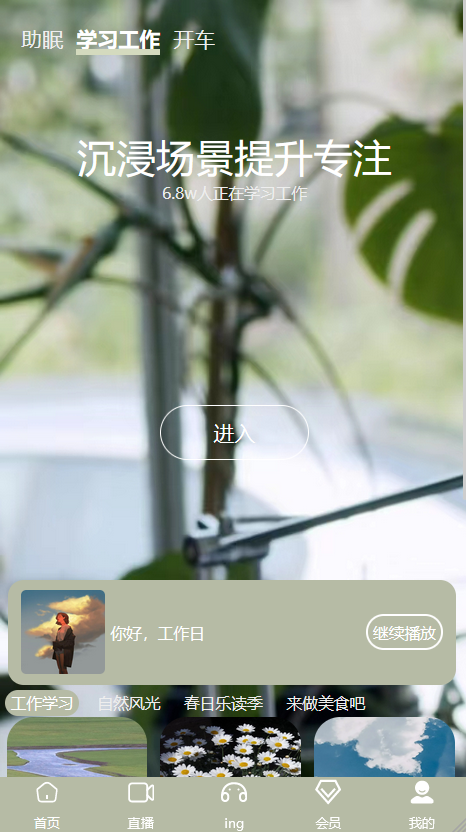 助眠 学习工作 开车
沉浸场景提升专注
6.8w人正在学习工作
进入
你好，工作日
继续播放
工作学习 自然风光 春日乐读季 来做美食吧
首页 直播 ing 会员 我的